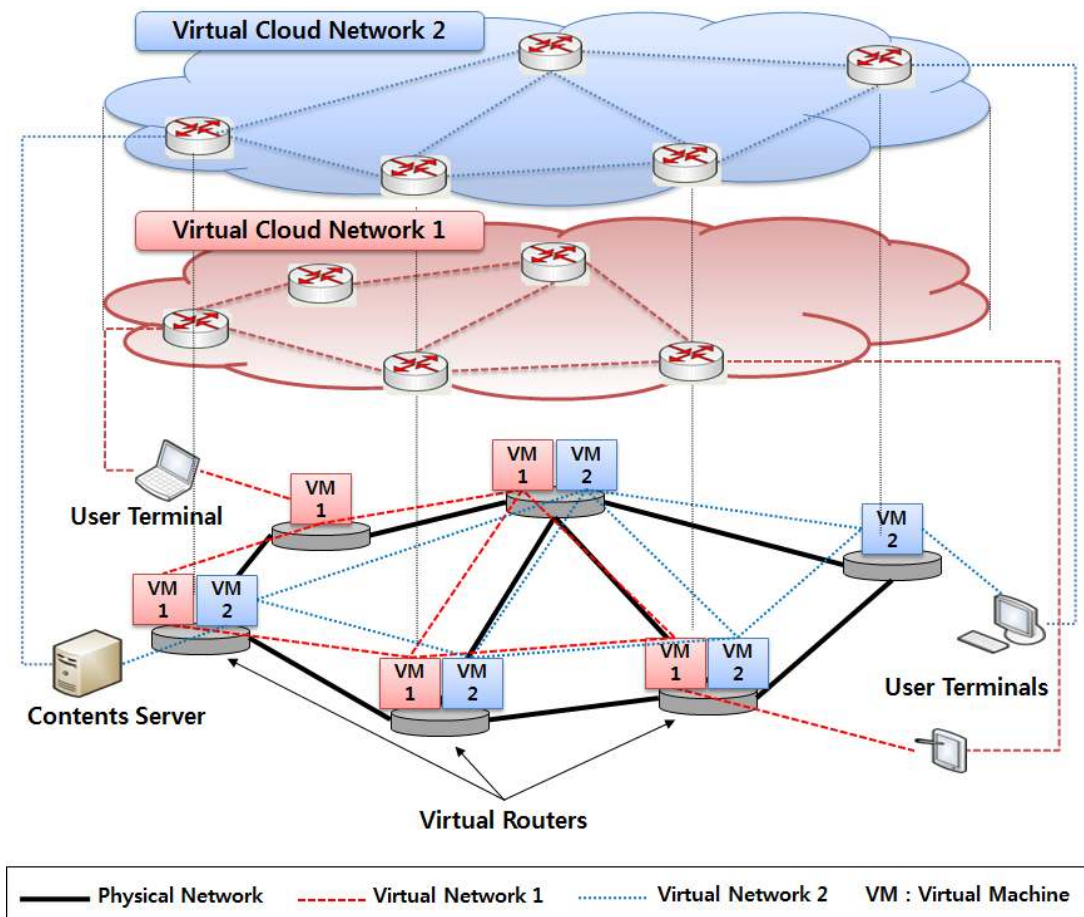 Virtual Cloud Network 2
Virtual Cloud Network 1
User Terminal
VM
1
VM
1
VM
2
VM
2
VM
1
VM
2
VM
1
VM
2
VM
1
VM
2
Contents Server
User Terminals
Virtual Routers
Physical Network
Virtual Network 1
Virtual Network 2
VM : Virtual Machine